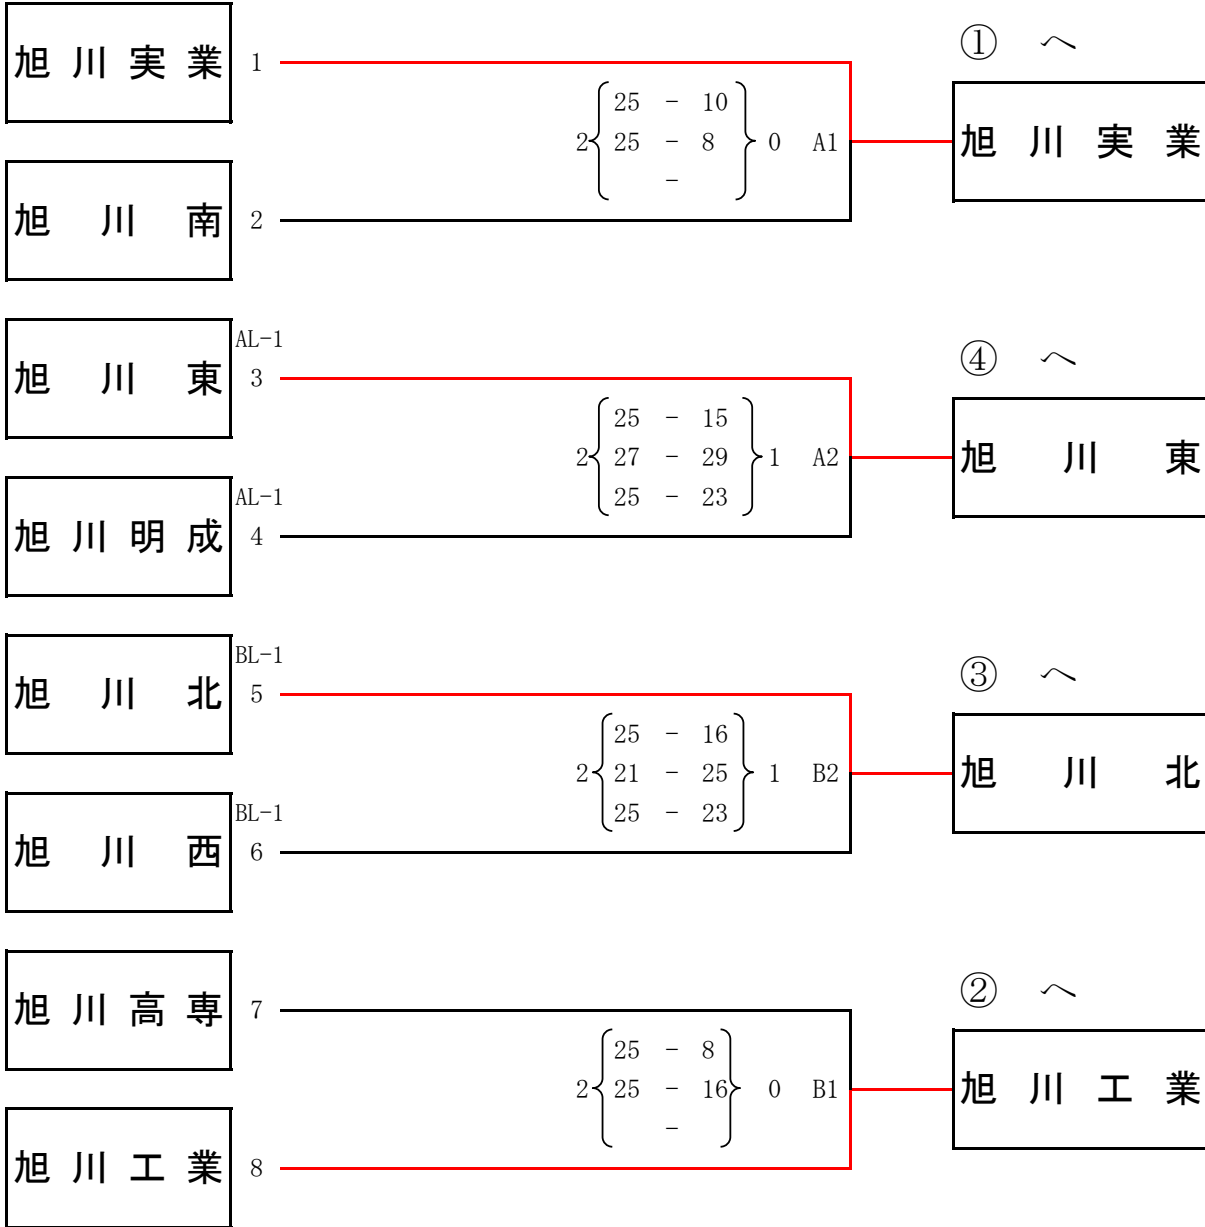 旭川実業 1
① へ
25 - 10
2 25 - 8 0 A1
-
旭川実業
旭川南 2
AL-1
旭川東 3
④ へ
25 - 15
2 27 - 29 1 A2
25 - 23
旭川東
AL-1
旭川明成 4
BL-1
旭川北 5
③ へ
25 - 16
2 21 - 25 1 B2
25 - 23
旭川北
BL-1
旭川西 6
旭川高専 7
② へ
25 - 8
2 25 - 16 0 B1
-
旭川工業
旭川工業 8